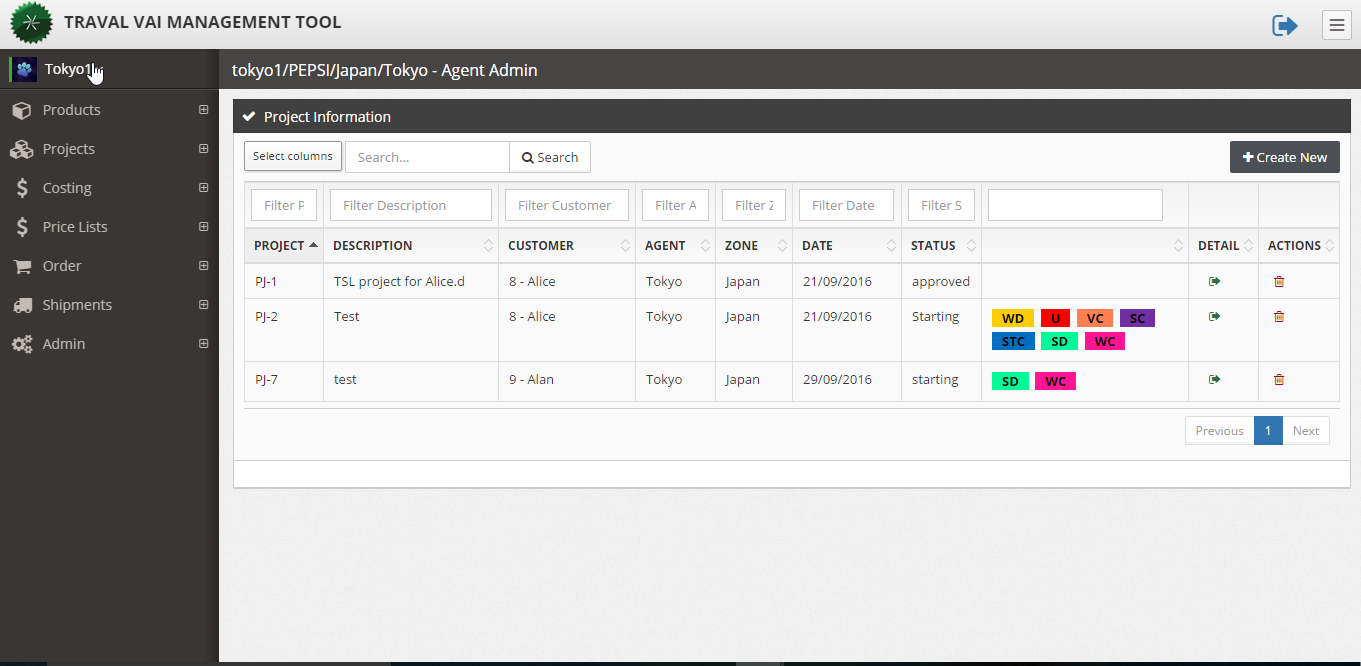 TRAVAL VAI MANAGEMENT TOOL
Tokyo1
tokyo1/PEPSI/Japan/Tokyo - Agent Admin
Products
Projects
Costing
Price Lists
Order
Shipments
Admin
Project Information
Select columns Search... Search Create New
Filter P Filter Description Filter Customer Filter A Filter Z Filter Date Filter S
PROJECT DESCRIPTION CUSTOMER AGENT ZONE DATE STATUS DETAIL ACTIONS
PJ-1 TSL project for Alice.d 8 - Alice Tokyo Japan 21/09/2016 approved
PJ-2 Test 8 - Alice Tokyo Japan 21/09/2016 Starting WD U VC SC
STC SD WC
PJ-7 test 9 - Alan Tokyo Japan 29/09/2016 starting SD WC
Previous 1 Next